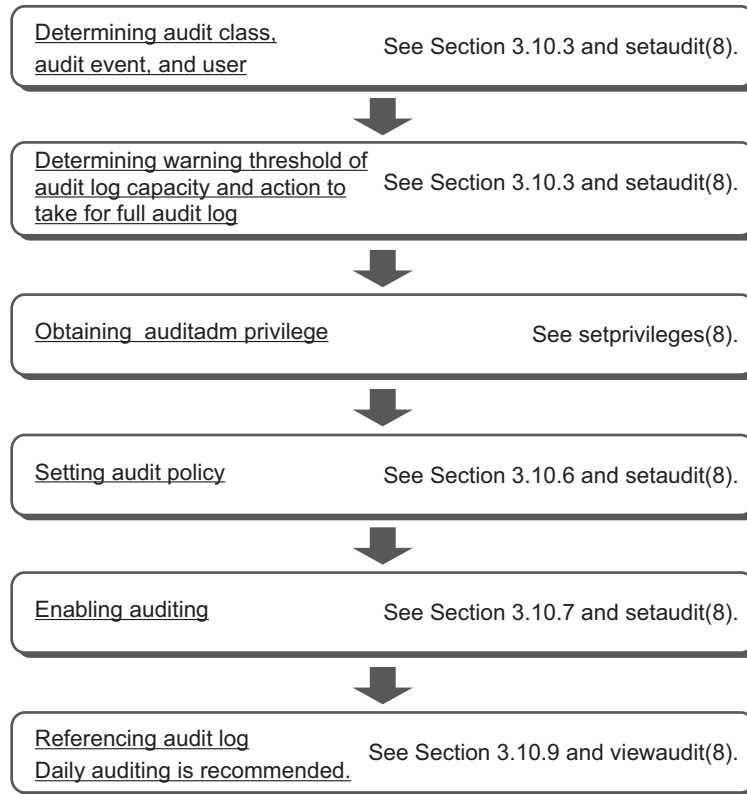 Determining audit class,
audit event, and user
See Section 3.10.3 and setaudit(8).
Determining warning threshold of
audit log capacity and action to
take for full audit log
See Section 3.10.3 and setaudit(8).
Obtaining auditadm privilege
See setprivileges(8).
Setting audit policy
See Section 3.10.6 and setaudit(8).
Enabling auditing
See Section 3.10.7 and setaudit(8).
Referencing audit log
Daily auditing is recommended.
See Section 3.10.9 and viewaudit(8).